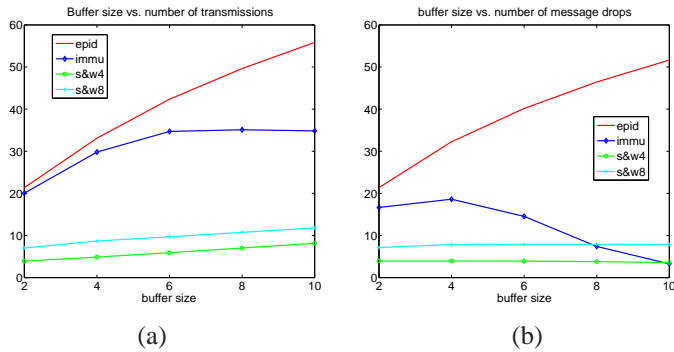 Buffer size vs. number of transmissions
60
50
40
30
20
10
0
2
4
6
8
10
epid
immu
s&w4
s&w8
buffer size
(a)
buffer size vs. number of message drops
60
50
40
30
20
10
0
2
4
6
8
10
epid
immu
s&w4
s&w8
buffer size
(b)